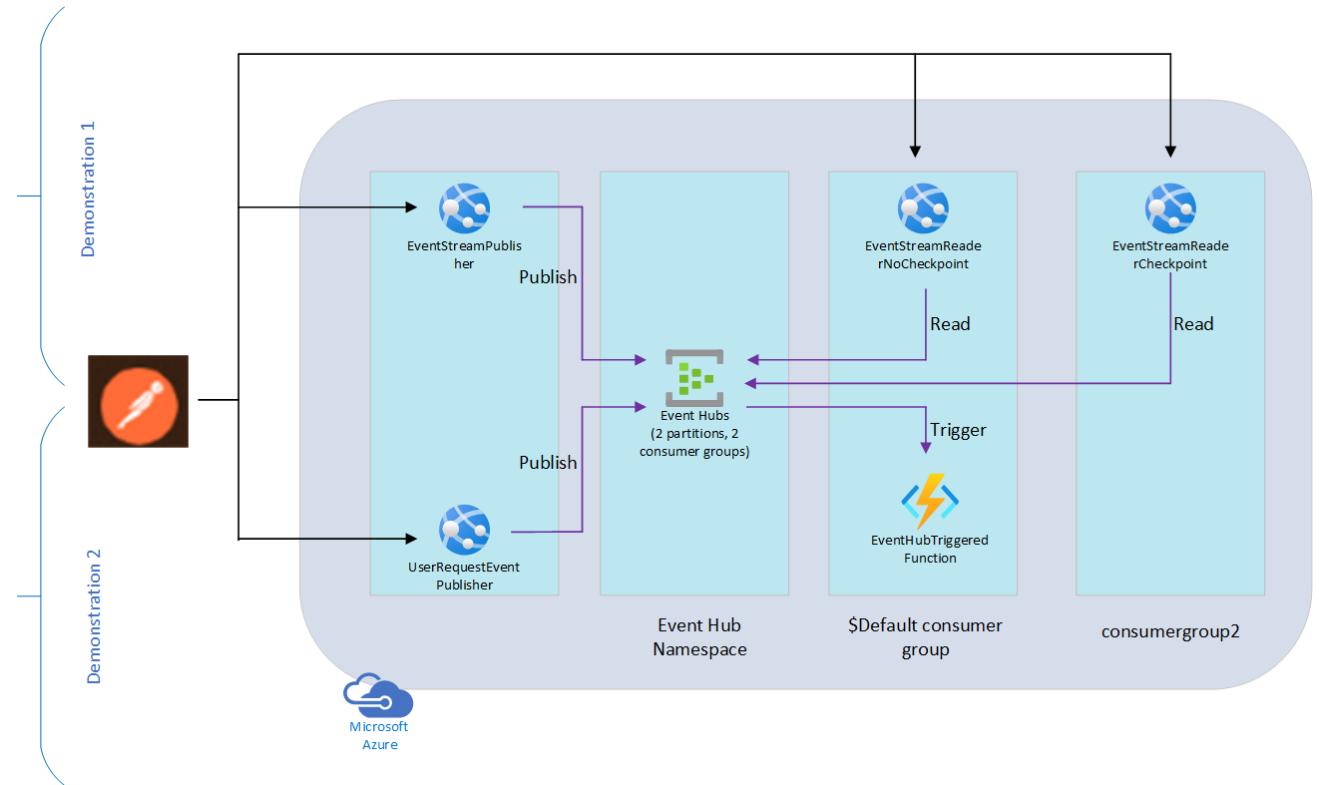 Demonstration 1
EventStreamPublis
her
Publish
EventStreamReade
rNoCheckpoint
Read
EventStreamReade
rCheckpoint
Read
Event Hubs
(2 partitions, 2
consumer groups)
Trigger
Publish
EventHubTriggered
Function
UserRequestEvent
Publisher
Demonstration 2
Event Hub
Namespace
$Default consumer
group
consumergroup2
Microsoft
Azure